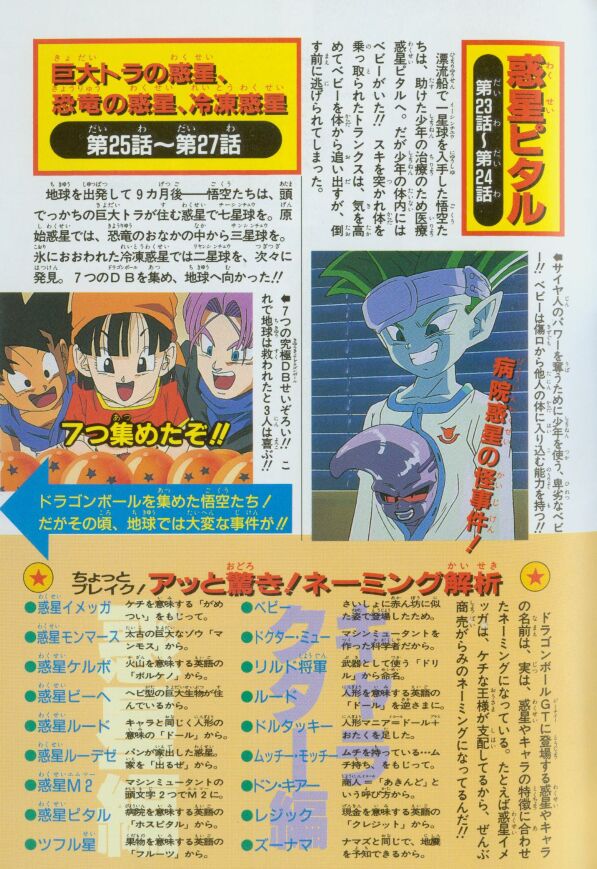 惑星ピタル
第23話〜第24話
漂流船で一星球を入手した悟空た
ちは、助けた少年の治療のため医療
惑星ピタルへ。だが少年の体内には
ベビーがいた!! スキを突かれ体を
乗っ取られたトランクスは、気を高
めてベビーを体から追い出すが、倒
す前に逃げられてしまった。
巨大トラの惑星、
恐竜の惑星、冷凍惑星
第25話〜第27話
地球を出発して9カ月後──悟空たちは、頭
でっかちの巨大トラが住む惑星で七星球を。原
始惑星では、恐竜のおなかの中から三星球を。
氷におおわれた冷凍惑星では二星球を、次々に
発見。7つのDBを集め、地球へ向かった!!
⬅サイヤ人のパワーを奪うために少年を使う、卑劣なベビ
ー!! ベビーは傷口から他人の体に入り込む能力を持つ!!
病院惑星の怪事件!
⬅7つの究極DBせいぞろい!! こ
れで地球は救われたと3人は喜ぶ!!
7つ集めたぞ!!
ドラゴンボールを集めた悟空たち!
だがその頃、地球では大変な事件が!!
ちょっと
ブレイク!
アッと驚き!ネーミング解析
ドラゴンボールGTに登場する惑星やキャラ
の名前は、実は、惑星やキャラの特徴に合わせ
たネーミングになっている。たとえば惑星イメ
ッガは、ケチな王様が支配してるから、ぜんぶ
商売がらみのネーミングになってるんだ!!
●惑星イメッガ
ケチを意味する「がめ
つい」をもじって。
●惑星モンマース
太古の巨大なゾウ「マ
ンモス」から。
●惑星ケルボ
火山を意味する英語の
「ボルケノ」から。
●惑星ビーヘ
ヘビ型の巨大生物が住
んでいるから。
●惑星ルード
キャラと同じく人形の
意味の「ドール」から。
●惑星ルーデゼ
パンが家出した惑星。
家を「出るぜ」から。
●惑星M2
マシンミュータントの
頭文字2つでM2に。
●惑星ピタル
病院を意味する英語の
「ホスピタル」から。
●ツフル星
果物を意味する英語の
「フルーツ」から。
●ベビー
さいしょに赤ん坊に似
た姿で登場したため。
●ドクター・ミュー
マシンミュータントを
作った科学者だから。
●リルド将軍
武器として使う「ドリ
ル」から命名。
●ルード
人形を意味する英語の
「ドール」を逆さまに。
●ドルタッキー
人形マニア=ドール+
おたくを足した。
●ムッチー・モッチー
ムチを持っている…ム
チ持ち、をもじって。
●ドン・キアー
商人=「あきんど」と
いう呼び方から。
●レジック
現金を意味する英語の
「クレジット」から。
●ズーナマ
ナマズと同じで、地震
を予知できるから。